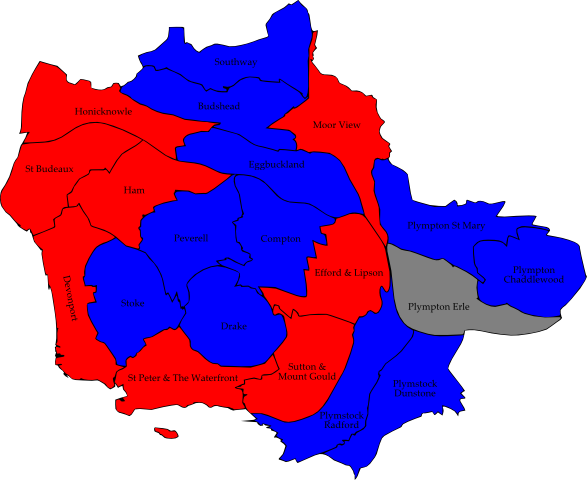 Southway
Budshead
Honicknowle
Moor View
Eggbuckland
St Budeaux
Ham
Plympton St Mary
Peverell
Compton
Efford & Lipson
Plympton
Chaddlewood
Devonport
Stoke
Plympton Erle
Drake
Sutton &
Mount Gould
St Peter & The Waterfront
Plymstock
Dunstone
Plymstock
Radford